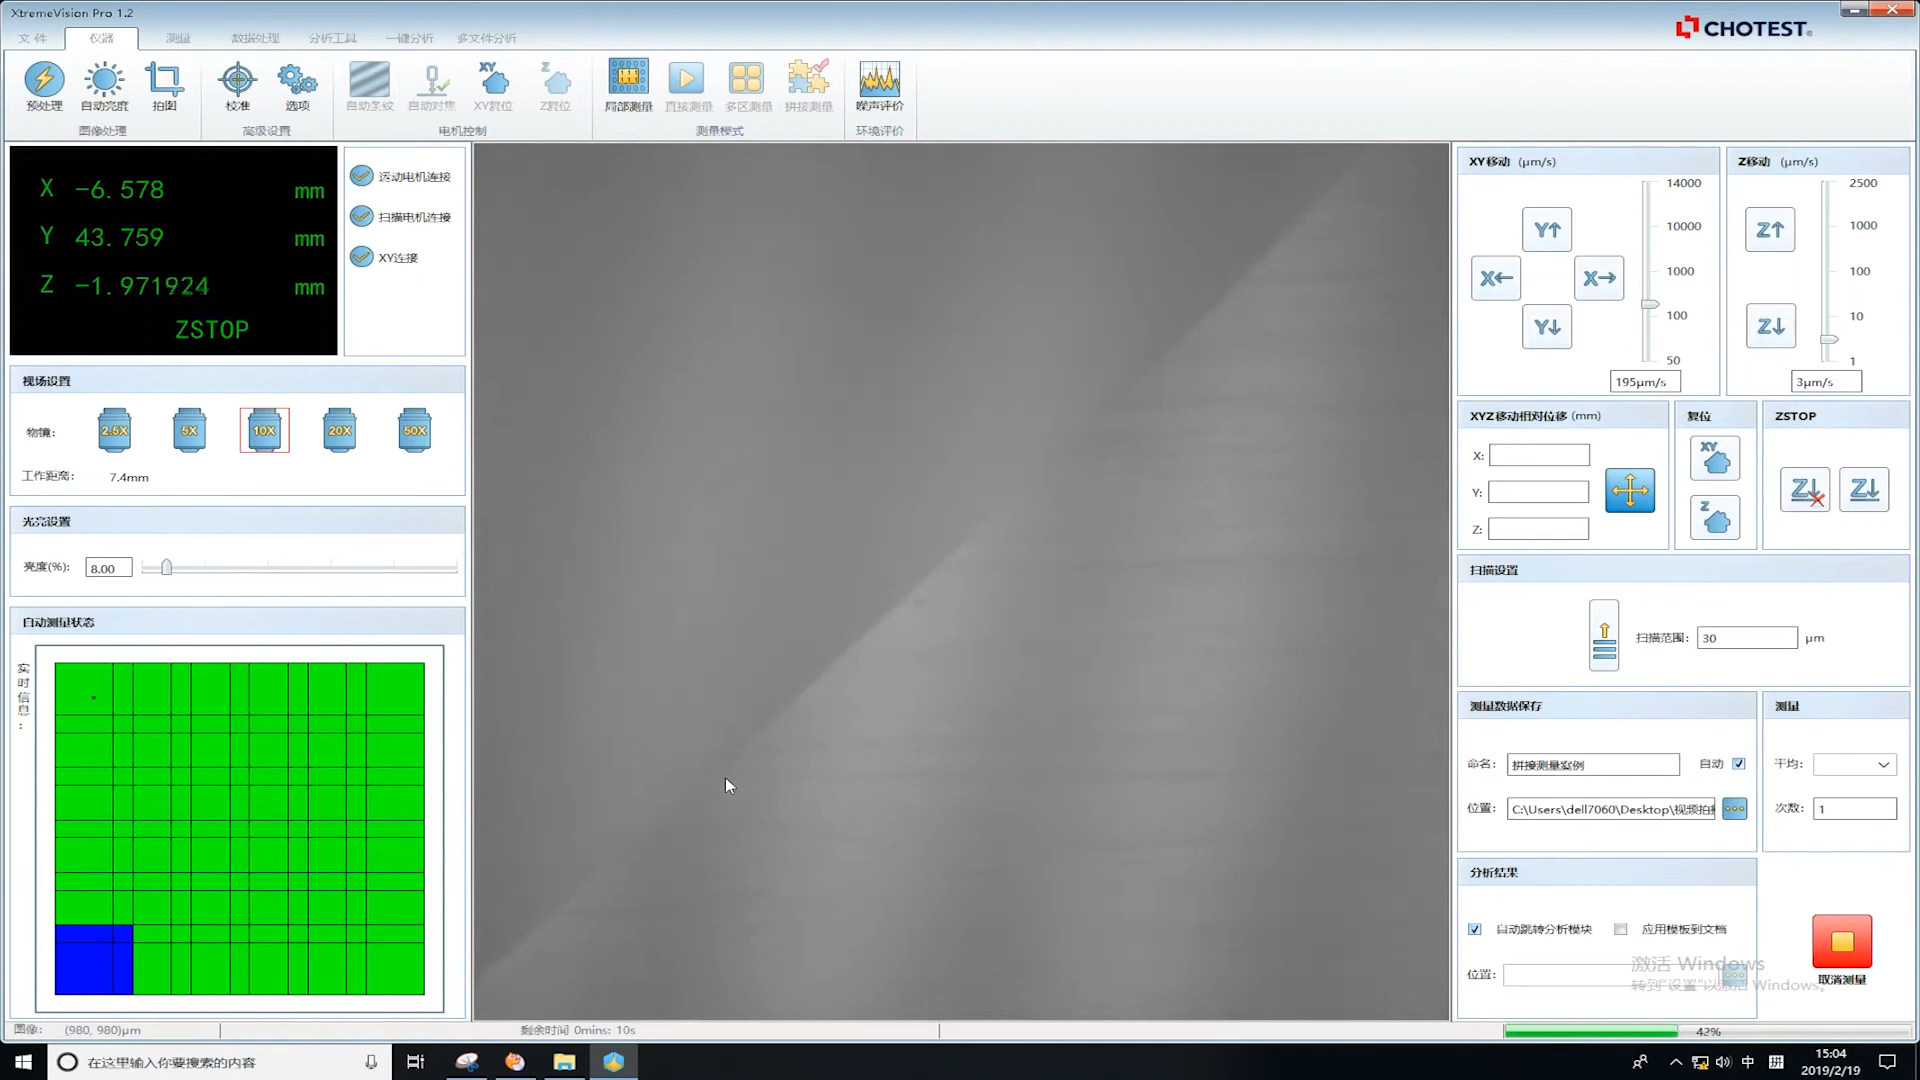 XtremeVision Pro 1.2
CHOTEST®
文件 仪器 测量 数据处理 分析工具 一键分析 多文件分析
预处理 自动亮度 拍图 校准 选项 自动条纹 自动对焦 XY复位 Z复位 局部测量 直接测量 多区测量 拼接测量 噪声评价
图像处理 高级设置 电机控制 测量模式 环境评价
X -6.578 mm
Y 43.759 mm
Z -1.971924 mm
ZSTOP
运动电机连接
扫描电机连接
XY连接
视场设置
物镜: 2.5X 5X 10X 20X 50X
工作距离: 7.4mm
光亮设置
亮度(%): 8.00
自动测量状态
实时信息:
XY移动 (μm/s)
14000
10000
1000
100
50
Y↑
X← X→
Y↓
195μm/s
Z移动 (μm/s)
2500
1000
100
10
1
Z↑
Z↓
3μm/s
XYZ移动相对位移 (mm)
X:
Y:
Z:
复位
XY
Z
ZSTOP
Z↓ Z↓
扫描设置
扫描范围: 30 μm
测量数据保存
命名: 拼接测量案例 自动
位置: C:\Users\dell7060\Desktop\视频拍
测量
平均:
次数: 1
分析结果
自动跳转分析模块 应用模板到文档
位置:
取消测量
激活 Windows
转到"设置"以激活 Windows。
图像: (980, 980)μm
剩余时间 0mins: 10s
42%
在这里输入你要搜索的内容
中
拼
15:04
2019/2/19